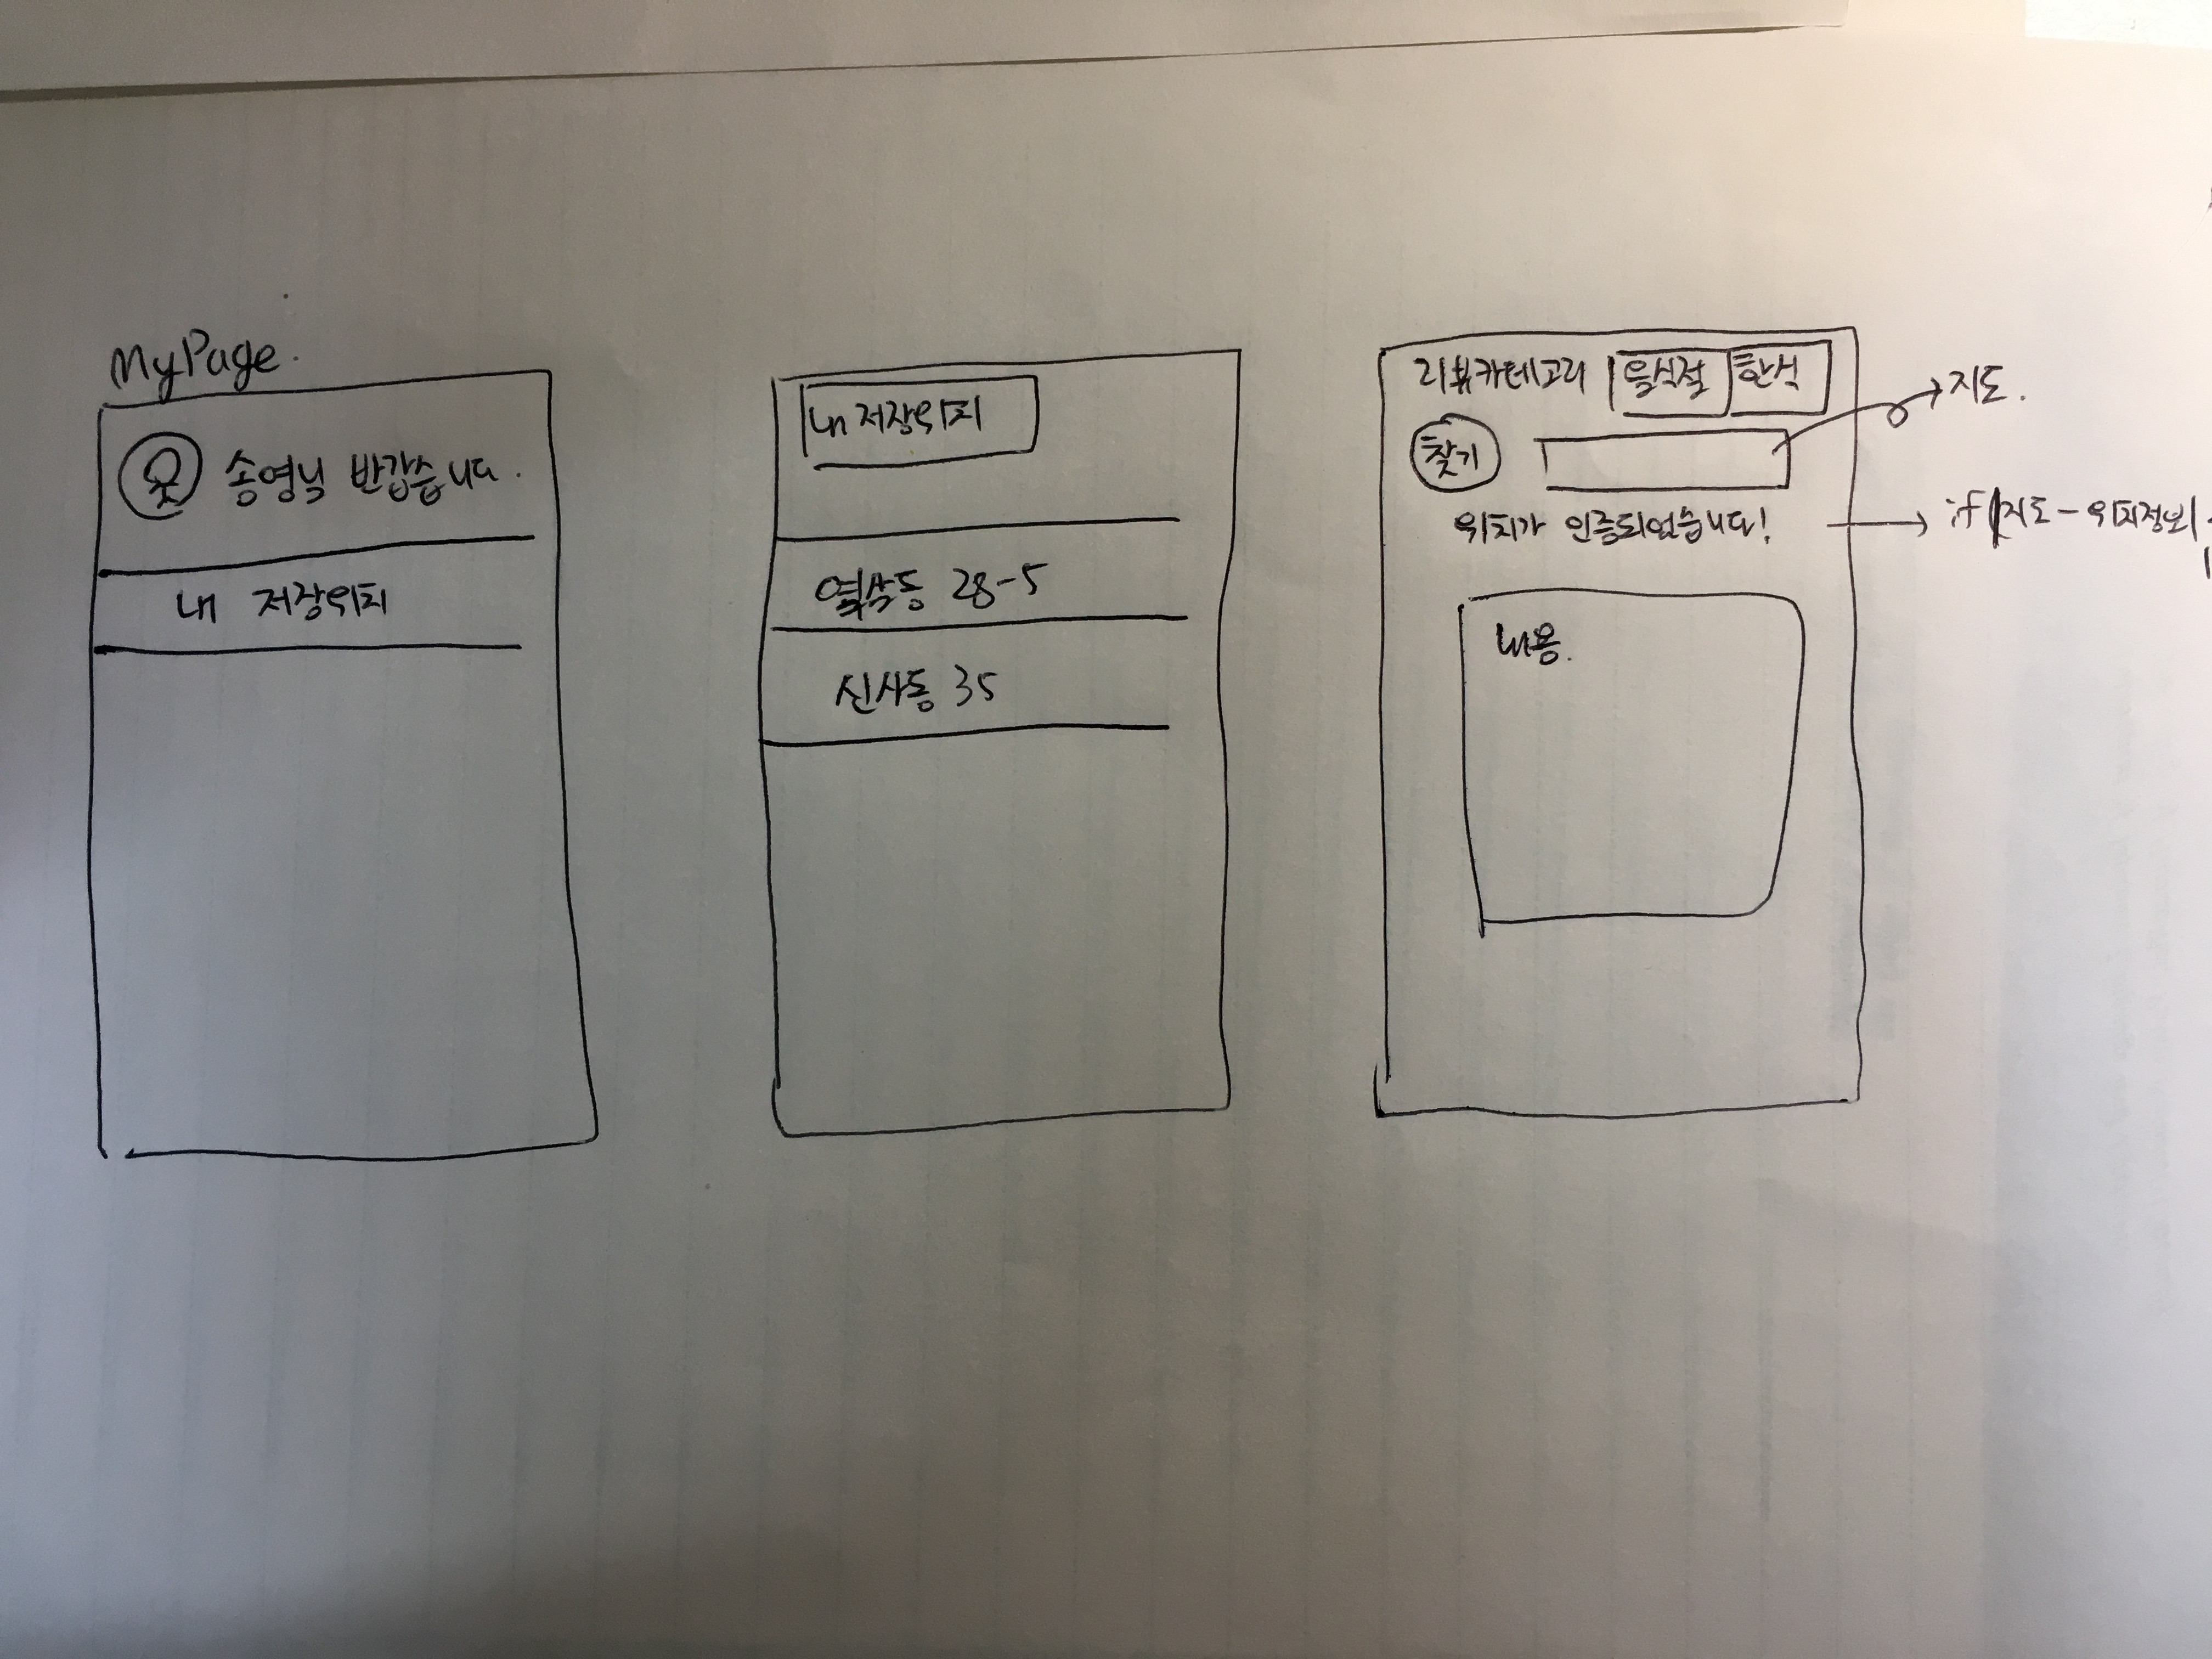 MyPage.
송영님 반갑습니다.
내 저장위치
내 저장위치
역삼동 28-5
신사동 35
리뷰카테고리 음식점 한식
찾기
지도.
위치가 인증되었습니다!
if 지도 - 위치정보
내용.